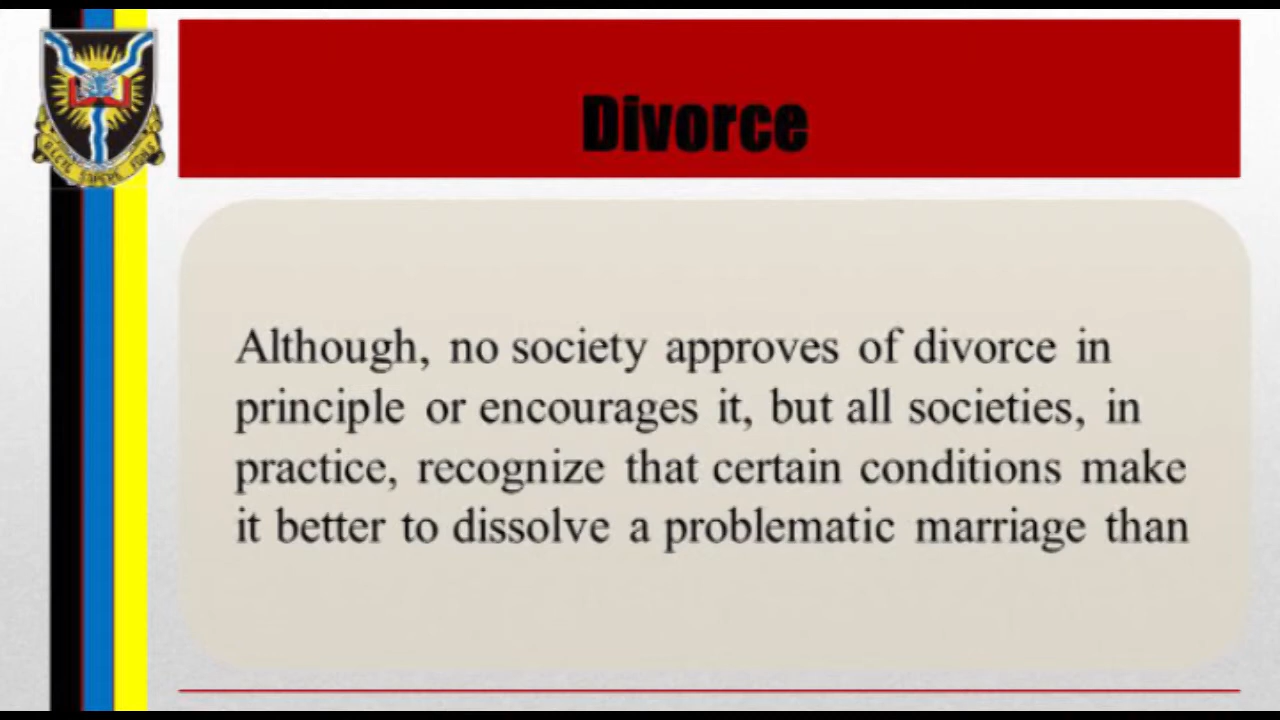 Divorce
Although, no society approves of divorce in
principle or encourages it, but all societies, in
practice, recognize that certain conditions make
it better to dissolve a problematic marriage than